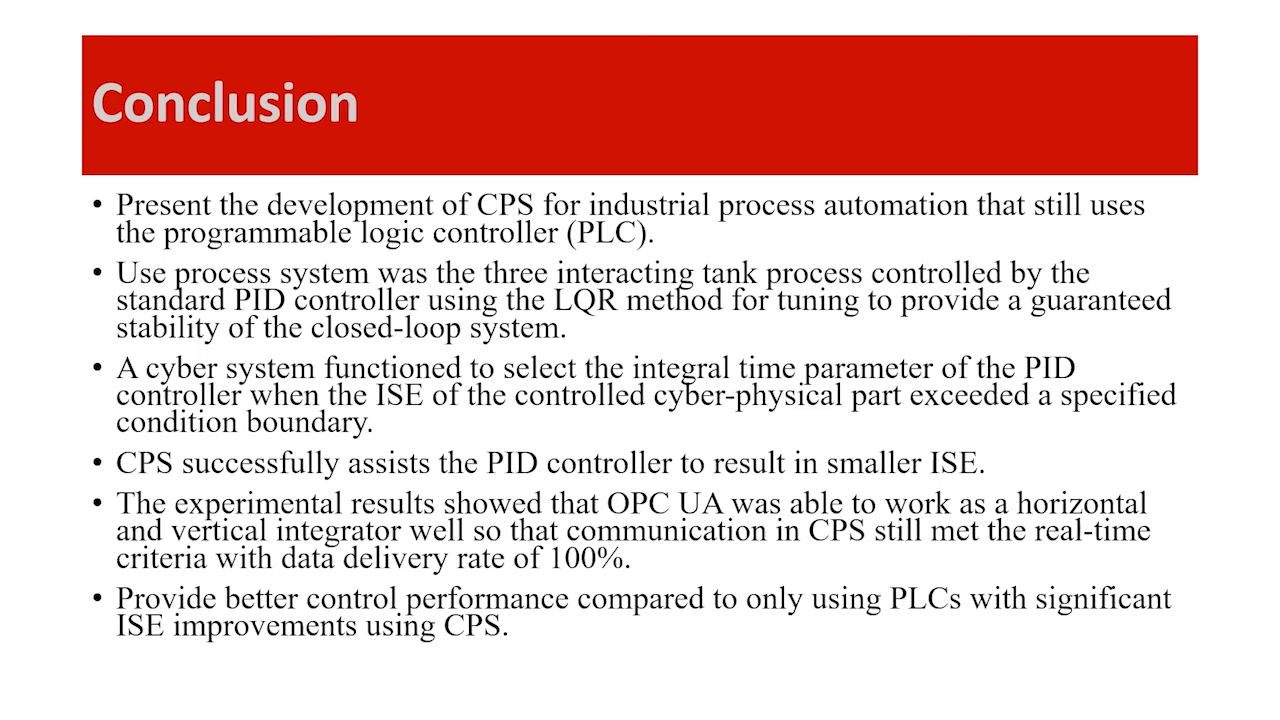 Conclusion
• Present the development of CPS for industrial process automation that still uses
the programmable logic controller (PLC).
• Use process system was the three interacting tank process controlled by the
standard PID controller using the LQR method for tuning to provide a guaranteed
stability of the closed-loop system.
• A cyber system functioned to select the integral time parameter of the PID
controller when the ISE of the controlled cyber-physical part exceeded a specified
condition boundary.
• CPS successfully assists the PID controller to result in smaller ISE.
• The experimental results showed that OPC UA was able to work as a horizontal
and vertical integrator well so that communication in CPS still met the real-time
criteria with data delivery rate of 100%.
• Provide better control performance compared to only using PLCs with significant
ISE improvements using CPS.